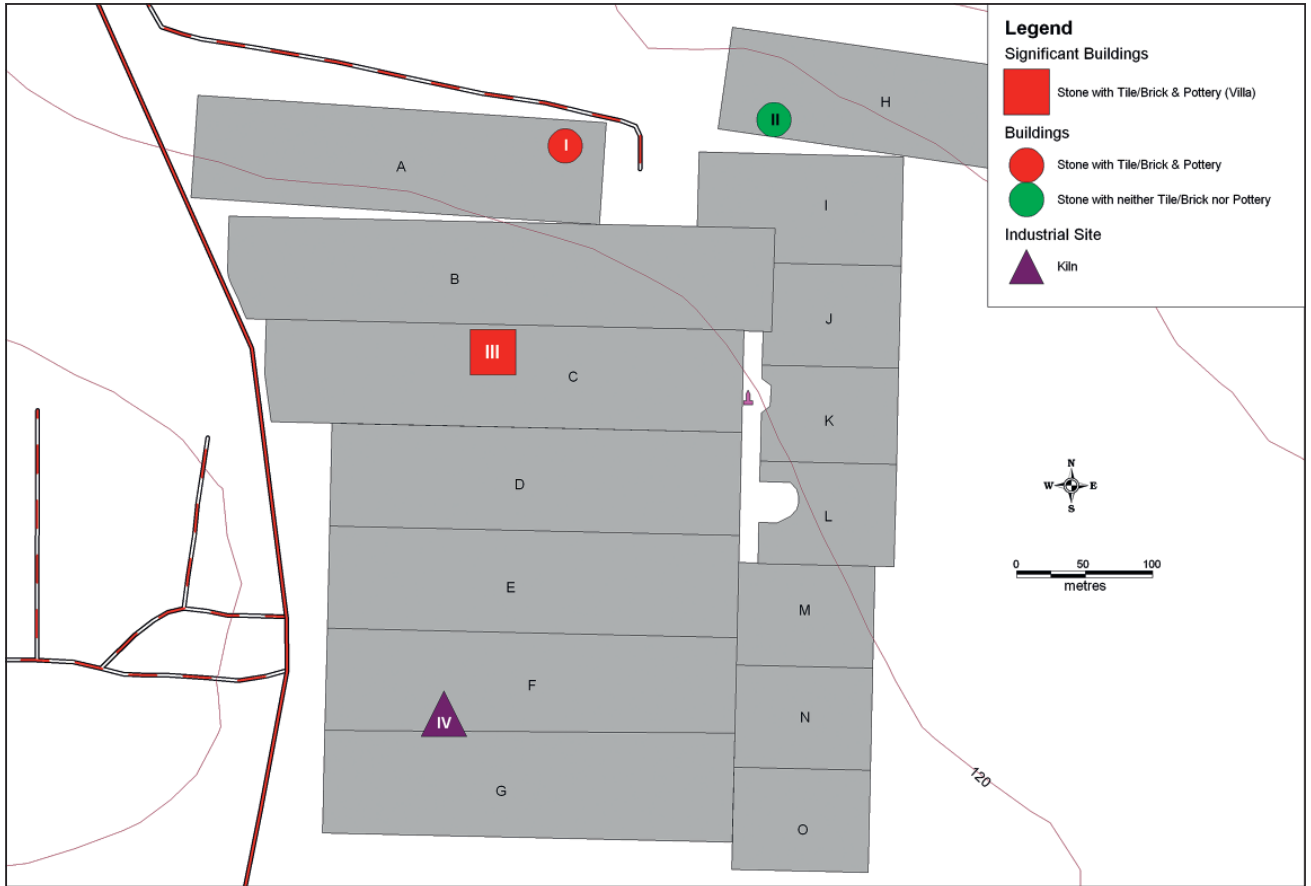 Legend
Significant Buildings
Stone with Tile/Brick & Pottery (Villa)
Buildings
Stone with Tile/Brick & Pottery
Stone with neither Tile/Brick nor Pottery
Industrial Site
Kiln
H
II
I
A
I
B
J
III
C
K
D
L
N
W E
S
0 50 100
metres
E
M
F
N
IV
G
O
120